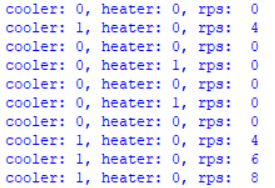 cooler: 0, heater: 0, rps:  0
cooler: 1, heater: 0, rps:  4
cooler: 0, heater: 0, rps:  0
cooler: 0, heater: 1, rps:  0
cooler: 0, heater: 0, rps:  0
cooler: 0, heater: 1, rps:  0
cooler: 0, heater: 0, rps:  0
cooler: 1, heater: 0, rps:  4
cooler: 1, heater: 0, rps:  6
cooler: 1, heater: 0, rps:  8